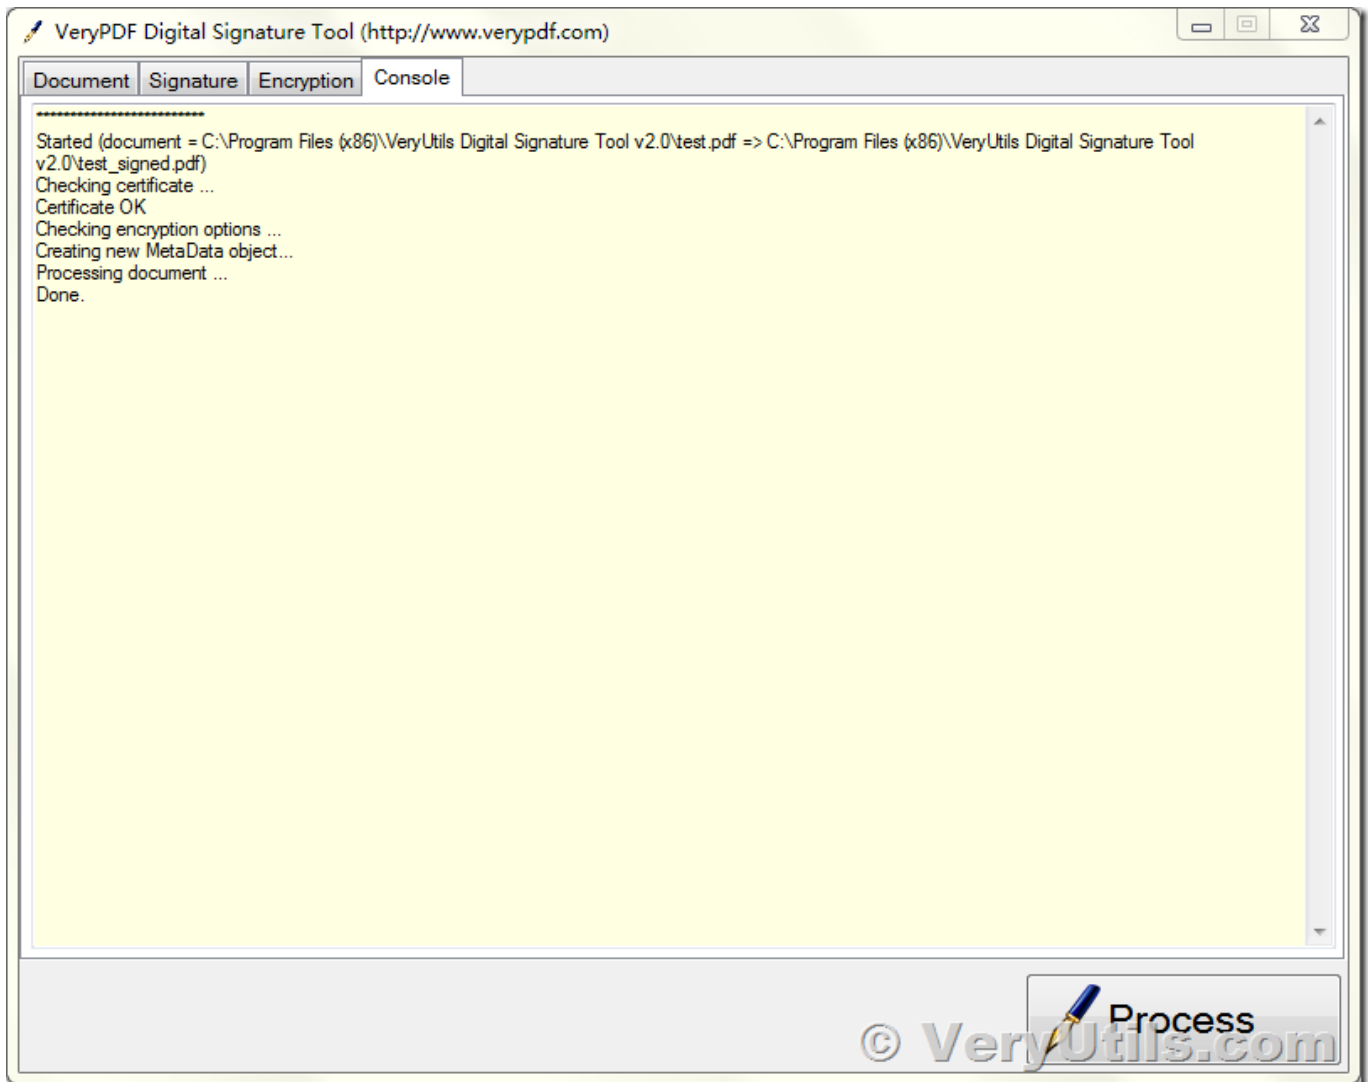 VeryPDF Digital Signature Tool (http://www.verypdf.com)
Document Signature Encryption Console
*************************
Started (document = C:\Program Files (x86)\VeryUtils Digital Signature Tool v2.0\test.pdf => C:\Program Files (x86)\VeryUtils Digital Signature Tool
v2.0\test_signed.pdf)
Checking certificate ...
Certificate OK
Checking encryption options ...
Creating new MetaData object...
Processing document ...
Done.
Process
© VeryUtils.com